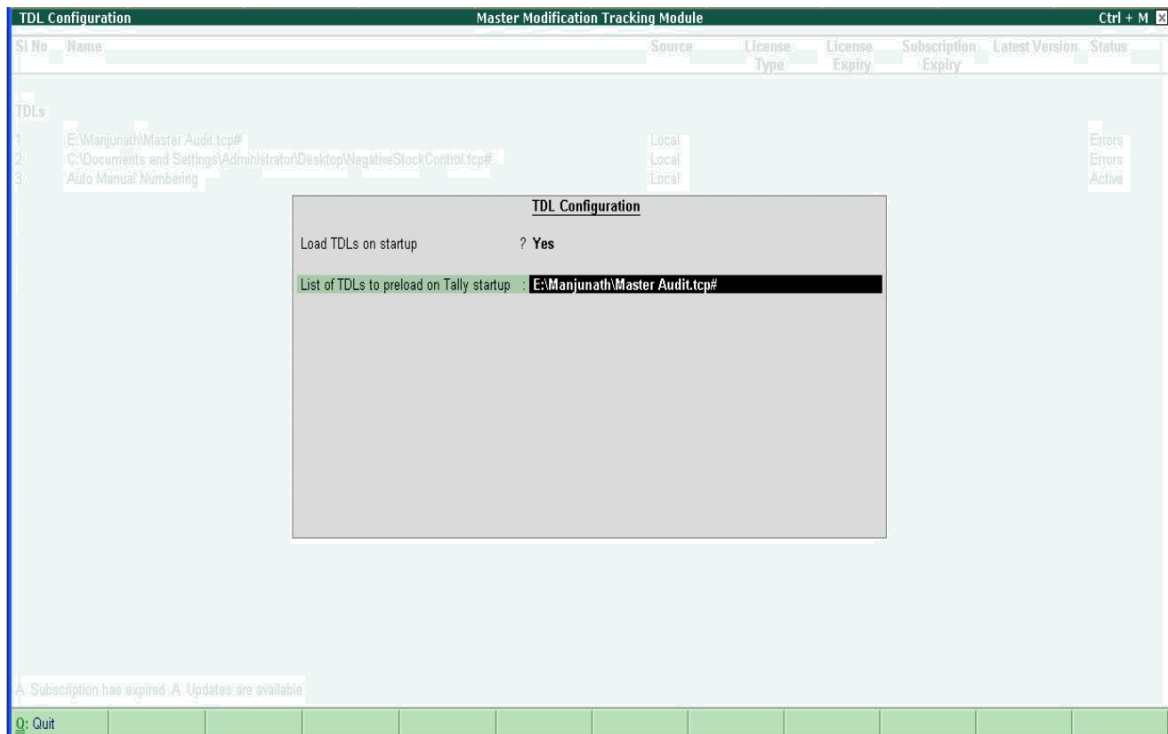 TDL Configuration Master Modification Tracking Module Ctrl + M
Sl No Name Source License Type License Expiry Subscription Expiry Latest Version Status
TDLs
1 E:\Manjunath\Master Audit.tcp# Local Errors
2 C:\Documents and Settings\Administrator\Desktop\NegativeStockControl.tcp# Local Errors
3 Auto Manual Numbering Local Active
TDL Configuration
Load TDLs on startup ? Yes
List of TDLs to preload on Tally startup : E:\Manjunath\Master Audit.tcp#
A Subscription has expired A Updates are available
Q: Quit